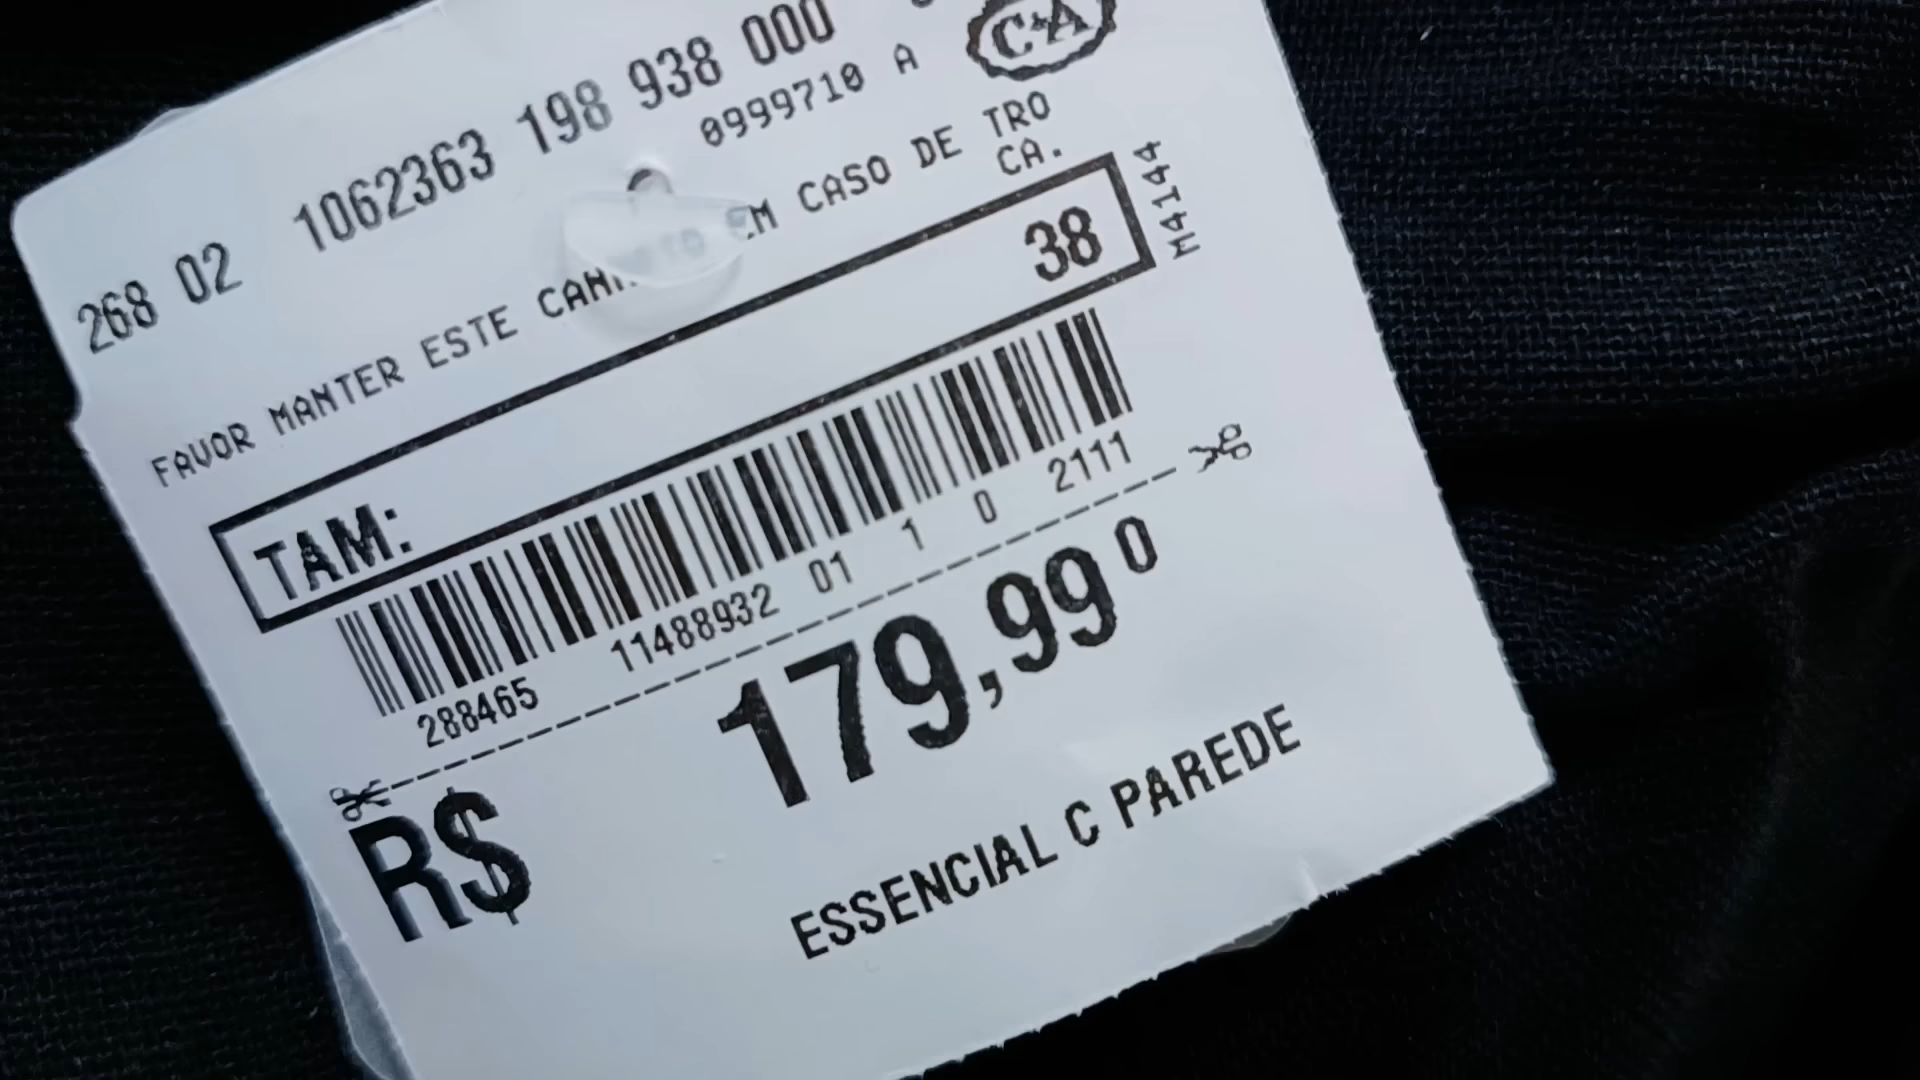 C&A
268 02 1062363 198 938 000
0999710 A
FAVOR MANTER ESTE EM CASO DE TRO
CA.
TAM: 38
M4144
288465 11488932 01 1 0 2111
R$ 179,99 0
ESSENCIAL C PAREDE